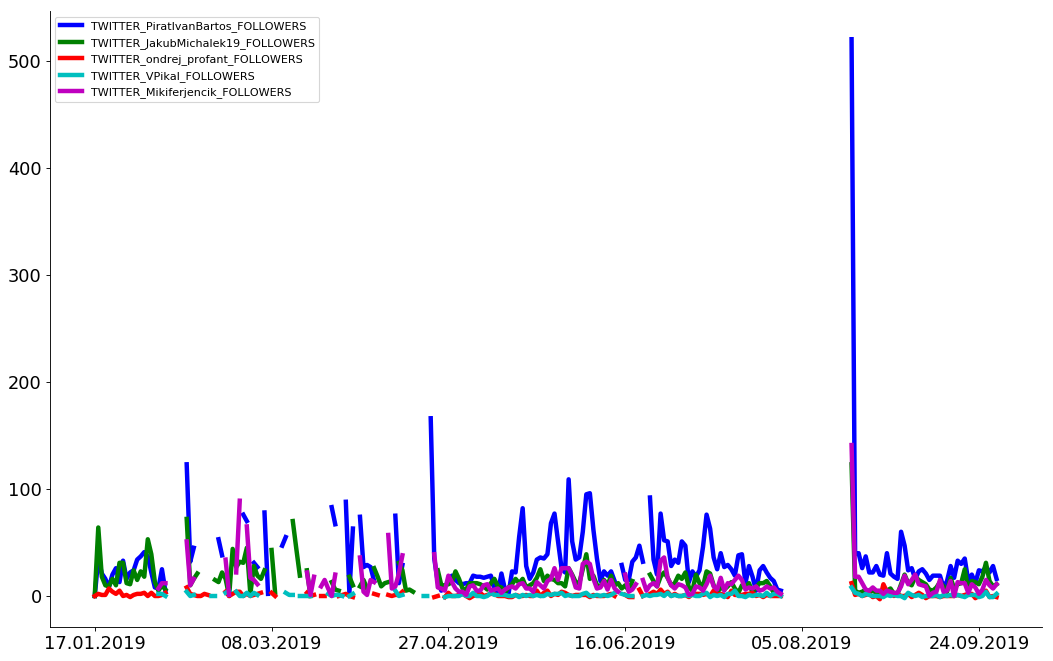 TWITTER_PiratIvanBartos_FOLLOWERS
TWITTER_JakubMichalek19_FOLLOWERS
TWITTER_ondrej_profant_FOLLOWERS
TWITTER_VPikal_FOLLOWERS
TWITTER_Mikiferjencik_FOLLOWERS
500
400
300
200
100
0
17.01.2019 08.03.2019 27.04.2019 16.06.2019 05.08.2019 24.09.2019